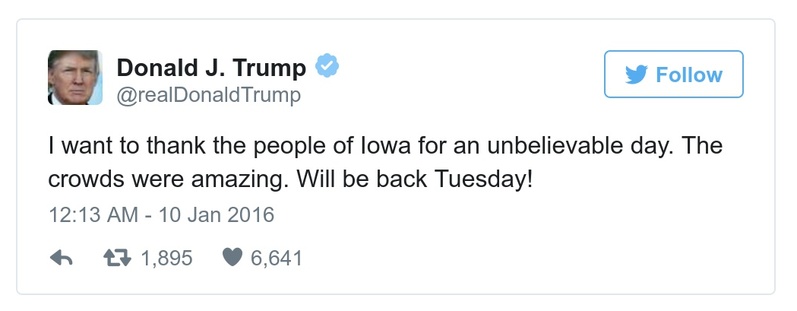 Donald J. Trump
@realDonaldTrump
Follow
I want to thank the people of Iowa for an unbelievable day. The
crowds were amazing. Will be back Tuesday!
12:13 AM - 10 Jan 2016
1,895 6,641